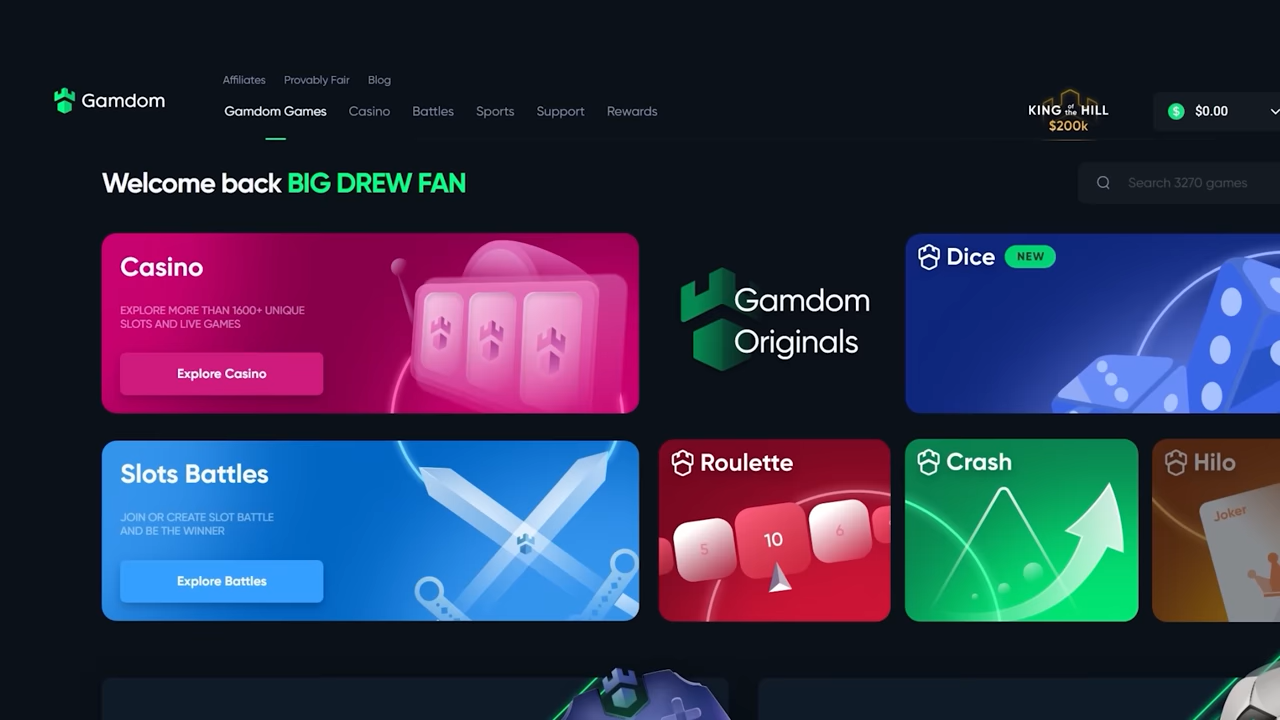 Affiliates Provably Fair Blog
Gamdom
Gamdom Games Casino Battles Sports Support Rewards
KING of the HILL
$200k
$ $0.00
Welcome back BIG DREW FAN
Search 3270 games
Casino
EXPLORE MORE THAN 1600+ UNIQUE
SLOTS AND LIVE GAMES
Explore Casino
Gamdom
Originals
Dice NEW
Slots Battles
JOIN OR CREATE SLOT BATTLE
AND BE THE WINNER
Explore Battles
Roulette
5 10 6
Crash
Hilo
Joker